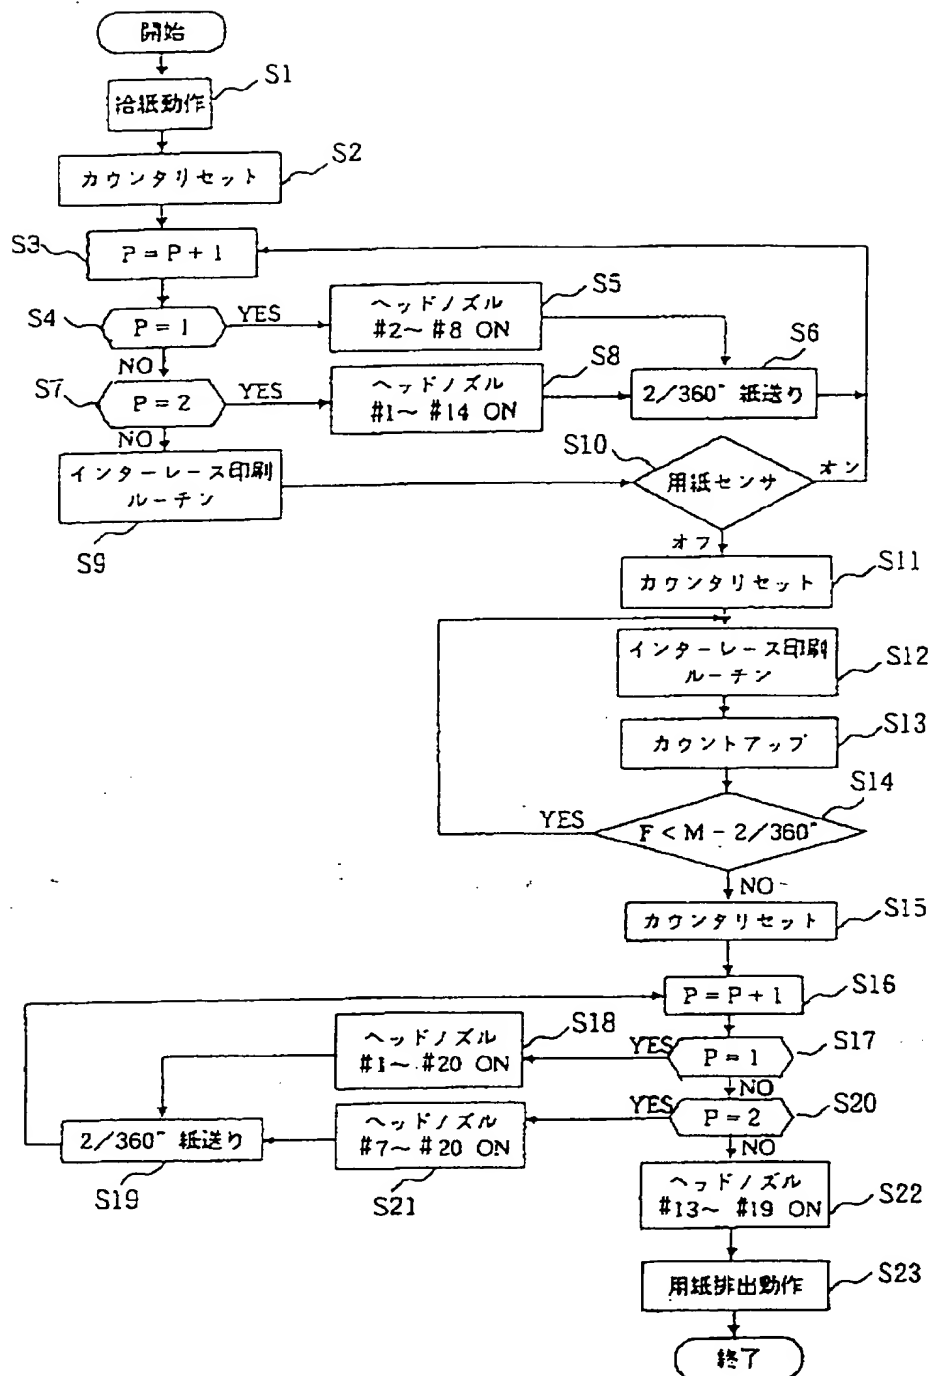 開始
S1
給紙動作
S2
カウンタリセット
S3
P=P+1
S4
P=1
YES
NO
ヘッドノズル
#2~#8 ON
S5
S6
2/360" 紙送り
S7
P=2
YES
NO
ヘッドノズル
#1~#14 ON
S8
インターレース印刷
ルーチン
S9
S10
用紙センサ
オン
オフ
S11
カウンタリセット
インターレース印刷
ルーチン
S12
カウントアップ
S13
S14
F<M-2/360"
YES
NO
カウンタリセット
S15
P=P+1
S16
P=1
S17
YES
NO
ヘッドノズル
#1~#20 ON
S18
2/360" 紙送り
S19
P=2
S20
YES
NO
ヘッドノズル
#7~#20 ON
S21
ヘッドノズル
#13~#19 ON
S22
用紙排出動作
S23
終了